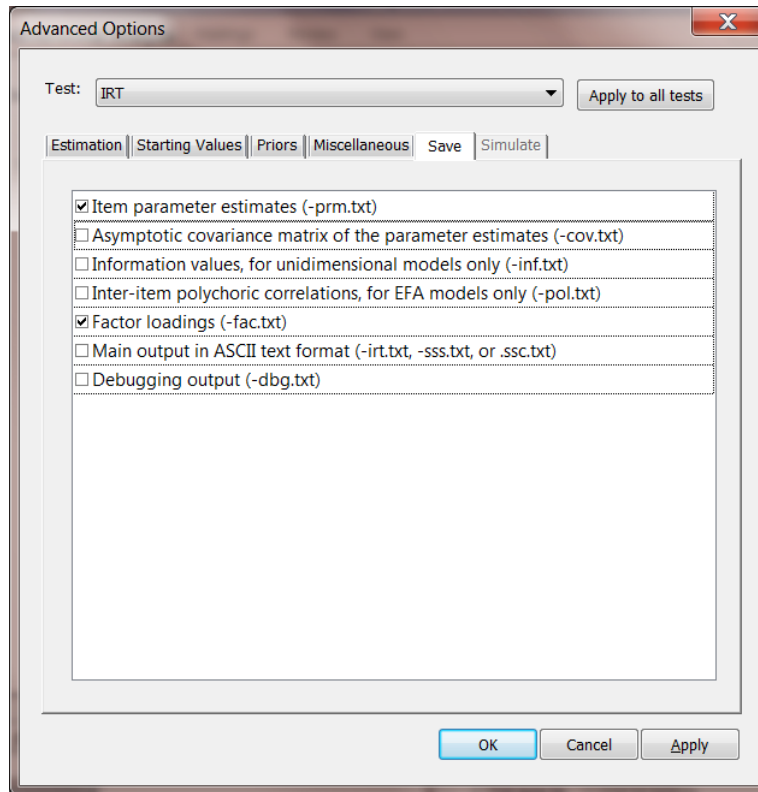 Advanced Options
Test: IRT Apply to all tests
Estimation Starting Values Priors Miscellaneous Save Simulate
Item parameter estimates (-prm.txt)
Asymptotic covariance matrix of the parameter estimates (-cov.txt)
Information values, for unidimensional models only (-inf.txt)
Inter-item polychoric correlations, for EFA models only (-pol.txt)
Factor loadings (-fac.txt)
Main output in ASCII text format (-irt.txt, -sss.txt, or .ssc.txt)
Debugging output (-dbg.txt)
OK Cancel Apply